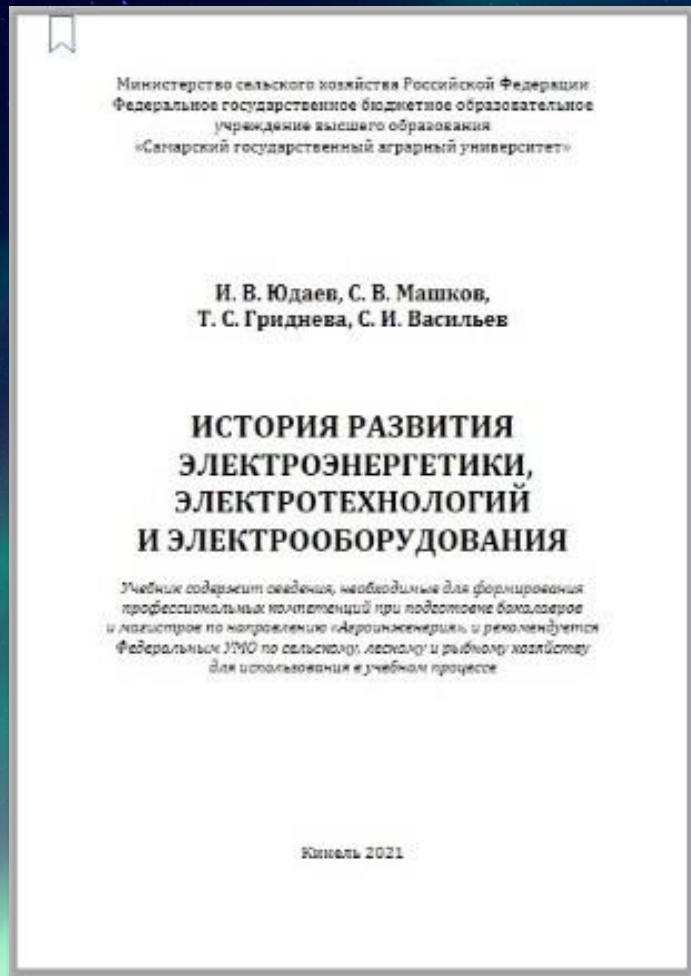 Министерство сельского хозяйства Российской Федерации
Федеральное государственное бюджетное образовательное
учреждение высшего образования
«Самарский государственный аграрный университет»
И. В. Юдаев, С. В. Машков,
Т. С. Гриднева, С. И. Васильев
ИСТОРИЯ РАЗВИТИЯ
ЭЛЕКТРОЭНЕРГЕТИКИ,
ЭЛЕКТРОТЕХНОЛОГИЙ
И ЭЛЕКТРООБОРУДОВАНИЯ
Учебник содержит сведения, необходимые для формирования
профессиональных компетенций при подготовке бакалавров
и магистров по направлению «Агроинженерия», и рекомендуется
Федеральным УМО по сельскому, лесному и рыбному хозяйству
для использования в учебном процессе
Кинель 2021